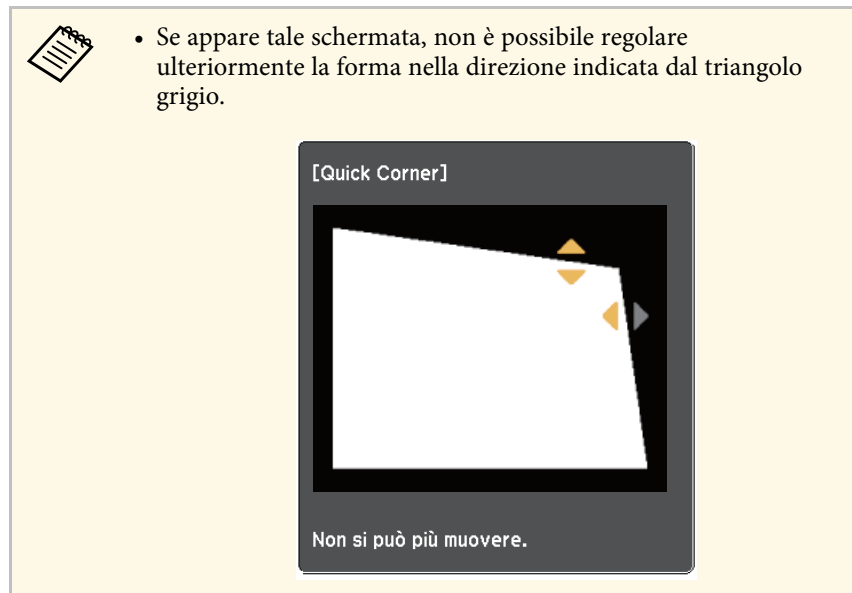 • Se appare tale schermata, non è possibile regolare
ulteriormente la forma nella direzione indicata dal triangolo
grigio.
[Quick Corner]
Non si può più muovere.